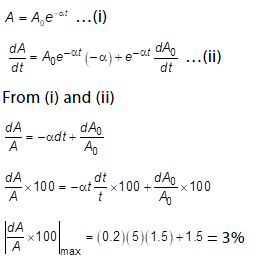 A = A₀e^(-αt) …(i)
dA/dt = A₀e^(-αt) (-α) + e^(-αt) dA₀/dt …(ii)
From (i) and (ii)
dA/A = -αdt + dA₀/A₀
dA/A × 100 = -αt dt/t × 100 + dA₀/A₀ × 100
|dA/A × 100|max = (0.2)(5)(1.5) + 1.5 = 3%